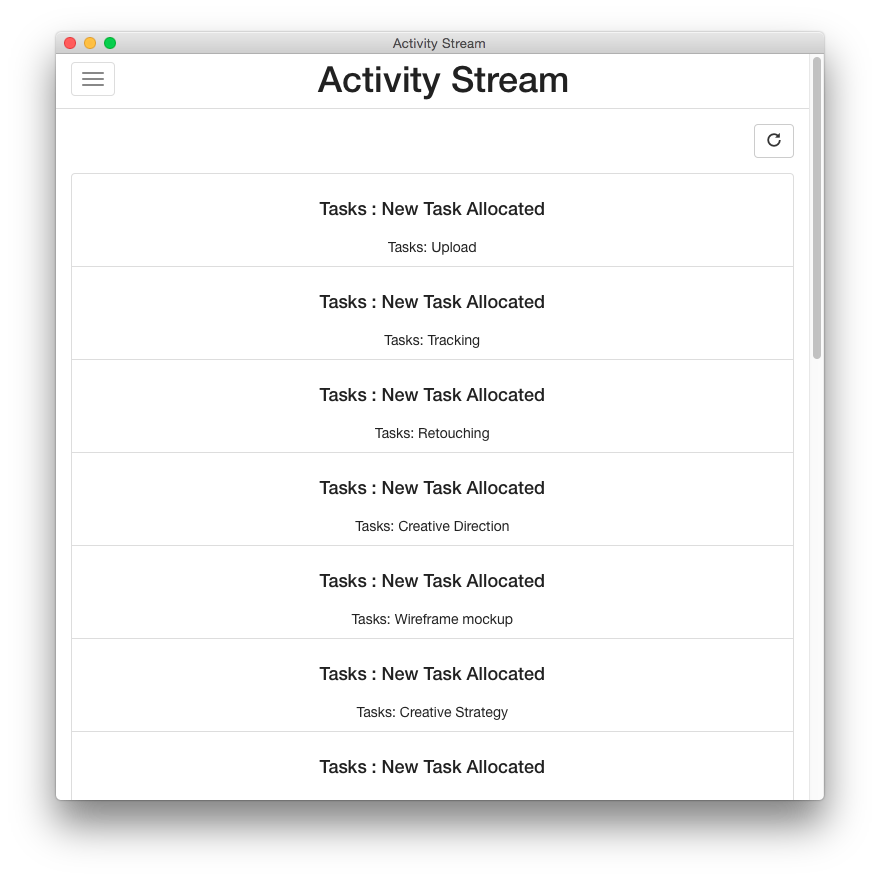 Activity Stream
Activity Stream
Tasks : New Task Allocated
Tasks: Upload
Tasks : New Task Allocated
Tasks: Tracking
Tasks : New Task Allocated
Tasks: Retouching
Tasks : New Task Allocated
Tasks: Creative Direction
Tasks : New Task Allocated
Tasks: Wireframe mockup
Tasks : New Task Allocated
Tasks: Creative Strategy
Tasks : New Task Allocated